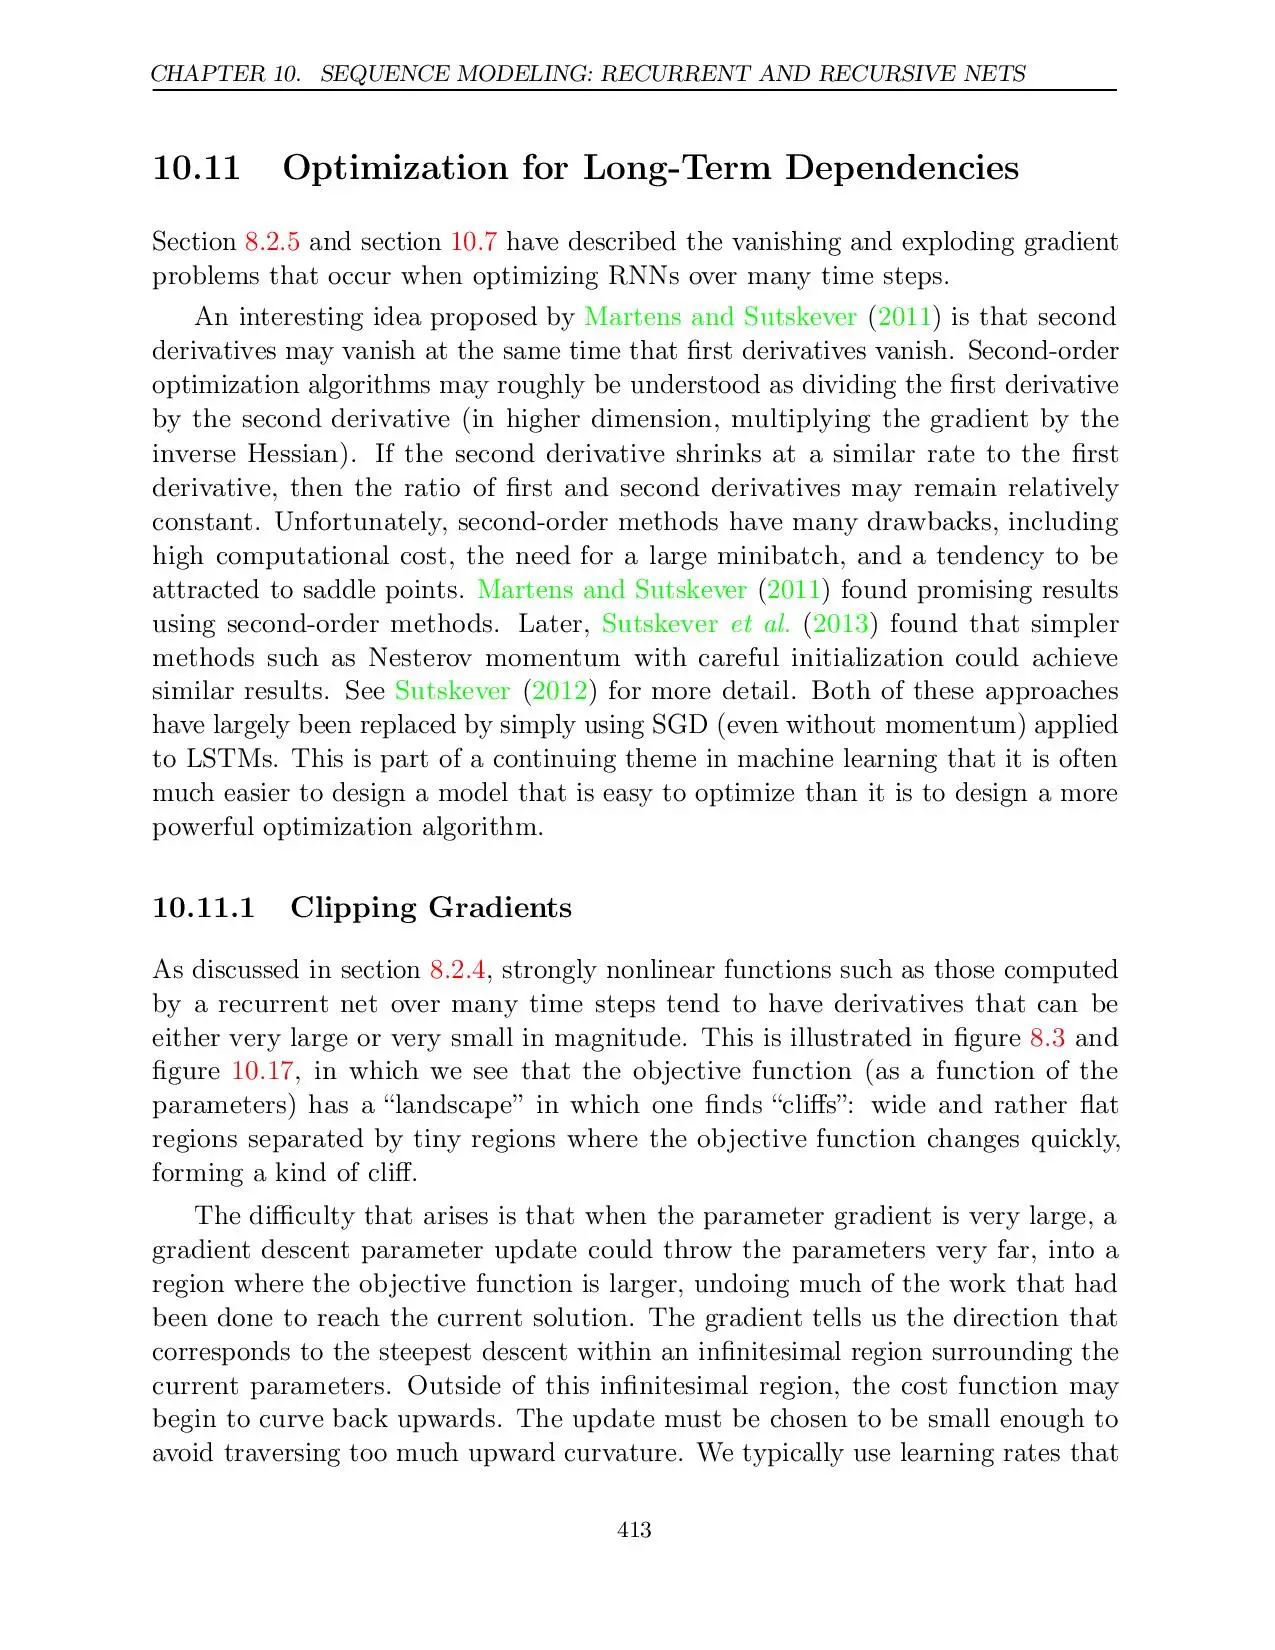 CHAPTER 10. SEQUENCE MODELING: RECURRENT AND RECURSIVE NETS
10.11 Optimization for Long-Term Dependencies
Section 8.2.5 and section 10.7 have described the vanishing and exploding gradient
problems that occur when optimizing RNNs over many time steps.
An interesting idea proposed by Martens and Sutskever (2011) is that second
derivatives may vanish at the same time that first derivatives vanish. Second-order
optimization algorithms may roughly be understood as dividing the first derivative
by the second derivative (in higher dimension, multiplying the gradient by the
inverse Hessian). If the second derivative shrinks at a similar rate to the first
derivative, then the ratio of first and second derivatives may remain relatively
constant. Unfortunately, second-order methods have many drawbacks, including
high computational cost, the need for a large minibatch, and a tendency to be
attracted to saddle points. Martens and Sutskever (2011) found promising results
using second-order methods. Later, Sutskever et al. (2013) found that simpler
methods such as Nesterov momentum with careful initialization could achieve
similar results. See Sutskever (2012) for more detail. Both of these approaches
have largely been replaced by simply using SGD (even without momentum) applied
to LSTMs. This is part of a continuing theme in machine learning that it is often
much easier to design a model that is easy to optimize than it is to design a more
powerful optimization algorithm.
10.11.1 Clipping Gradients
As discussed in section 8.2.4, strongly nonlinear functions such as those computed
by a recurrent net over many time steps tend to have derivatives that can be
either very large or very small in magnitude. This is illustrated in figure 8.3 and
figure 10.17, in which we see that the objective function (as a function of the
parameters) has a “landscape” in which one finds “cliffs”: wide and rather flat
regions separated by tiny regions where the objective function changes quickly,
forming a kind of cliff.
The difficulty that arises is that when the parameter gradient is very large, a
gradient descent parameter update could throw the parameters very far, into a
region where the objective function is larger, undoing much of the work that had
been done to reach the current solution. The gradient tells us the direction that
corresponds to the steepest descent within an infinitesimal region surrounding the
current parameters. Outside of this infinitesimal region, the cost function may
begin to curve back upwards. The update must be chosen to be small enough to
avoid traversing too much upward curvature. We typically use learning rates that
413